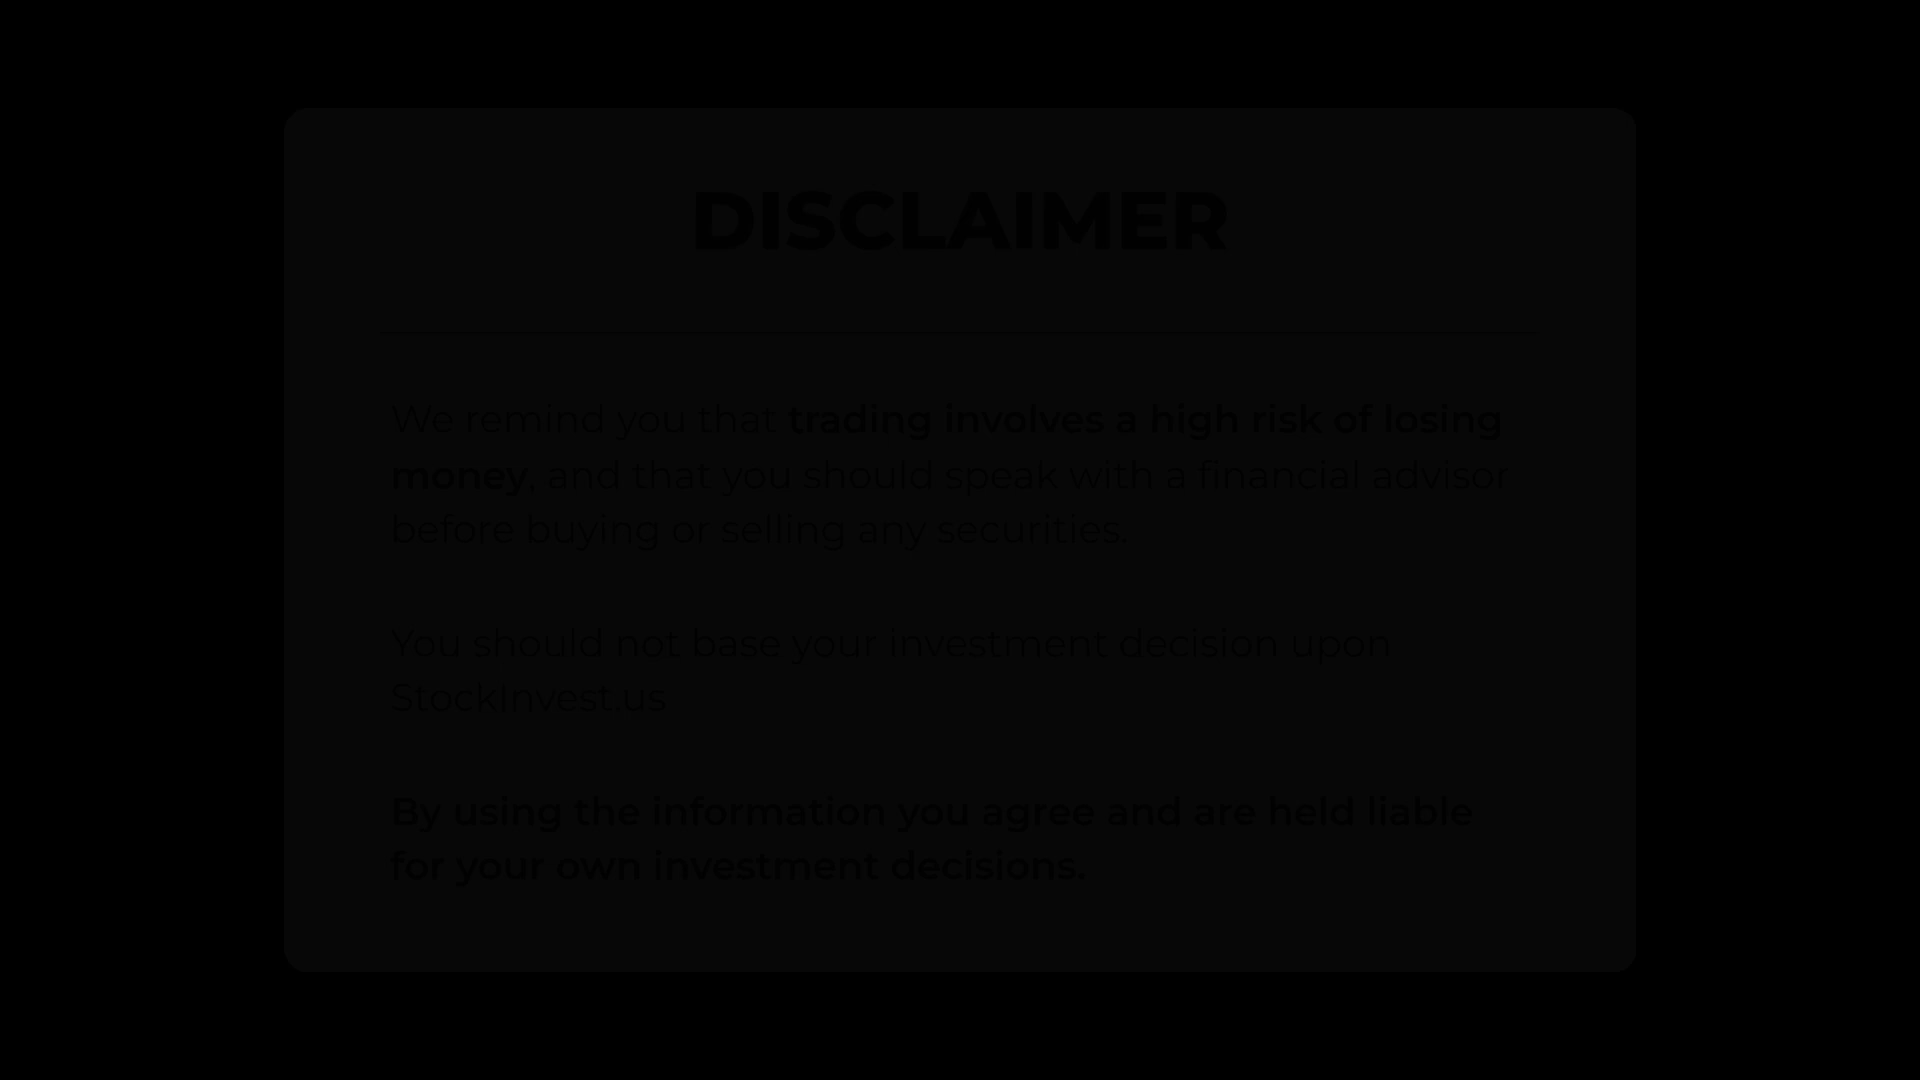 DISCLAIMER
We remind you that trading involves a high risk of losing
money, and that you should speak with a financial advisor
before buying or selling any securities.
You should not base your investment decision upon
StockInvest.us
By using the information you agree and are held liable
for your own investment decisions.